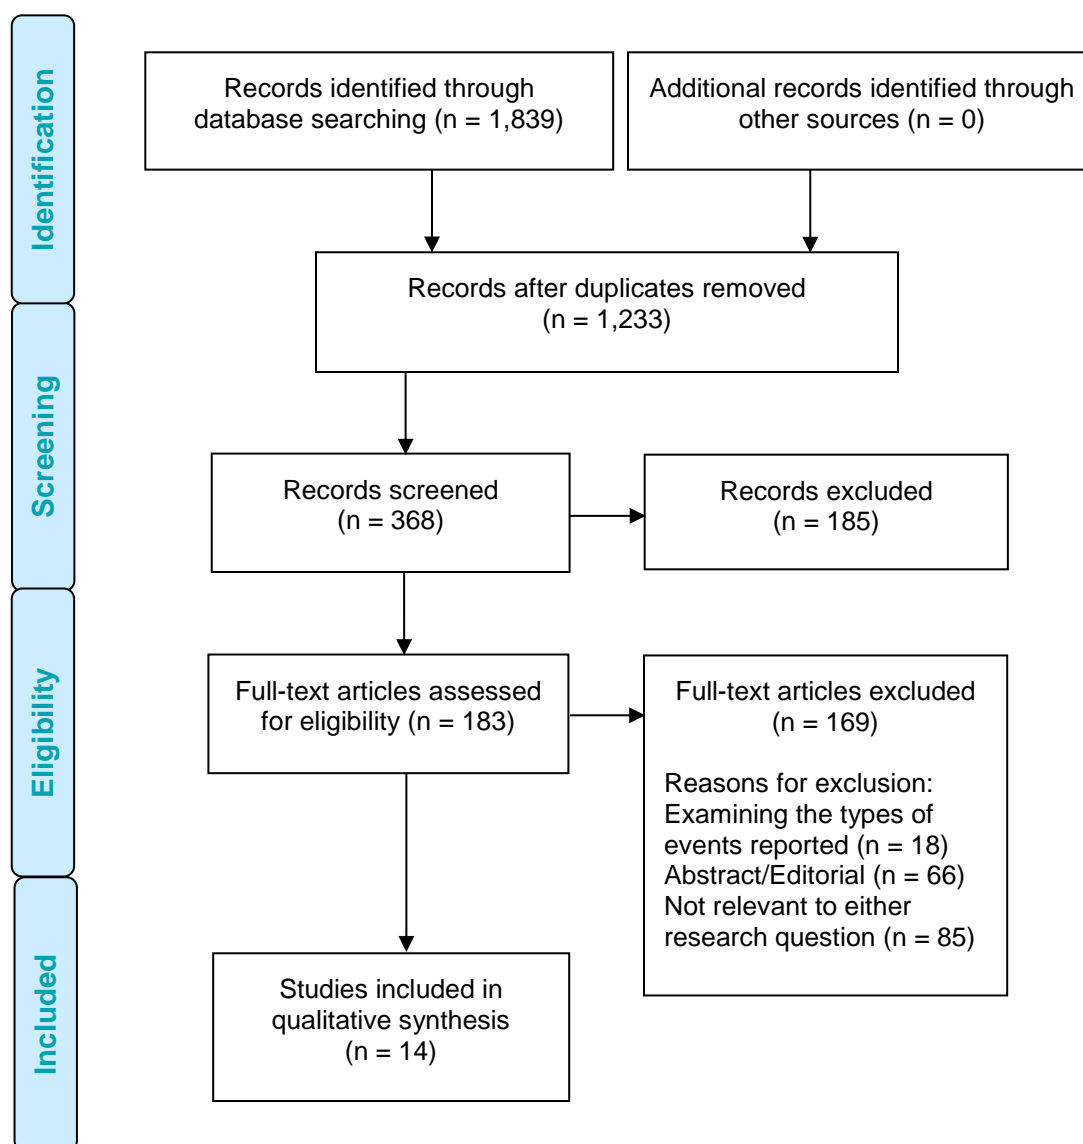 Identification
Records identified through
database searching (n = 1,839)
Additional records identified through
other sources (n = 0)
Records after duplicates removed
(n = 1,233)
Screening
Records screened
(n = 368)
Records excluded
(n = 185)
Eligibility
Full-text articles assessed
for eligibility (n = 183)
Full-text articles excluded
(n = 169)
Reasons for exclusion:
Examining the types of
events reported (n = 18)
Abstract/Editorial (n = 66)
Not relevant to either
research question (n = 85)
Included
Studies included in
qualitative synthesis
(n = 14)